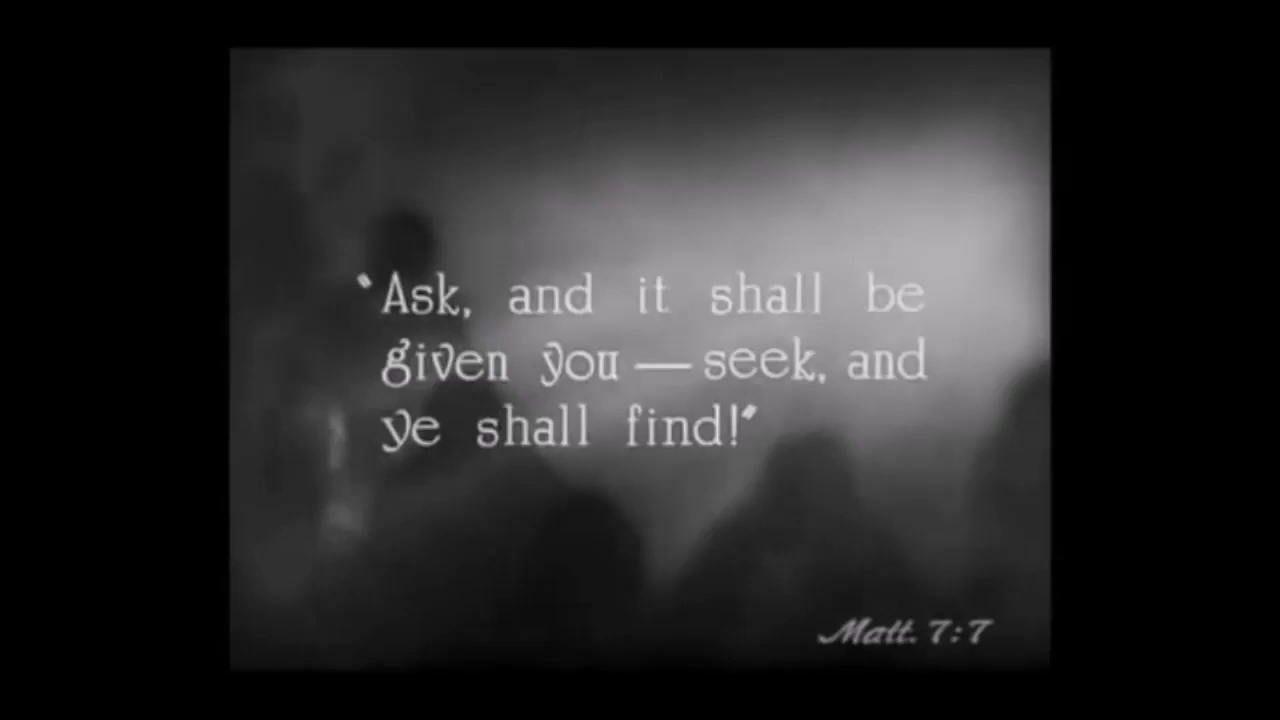 “Ask, and it shall be
given you — seek, and
ye shall find!”
Matt. 7:7